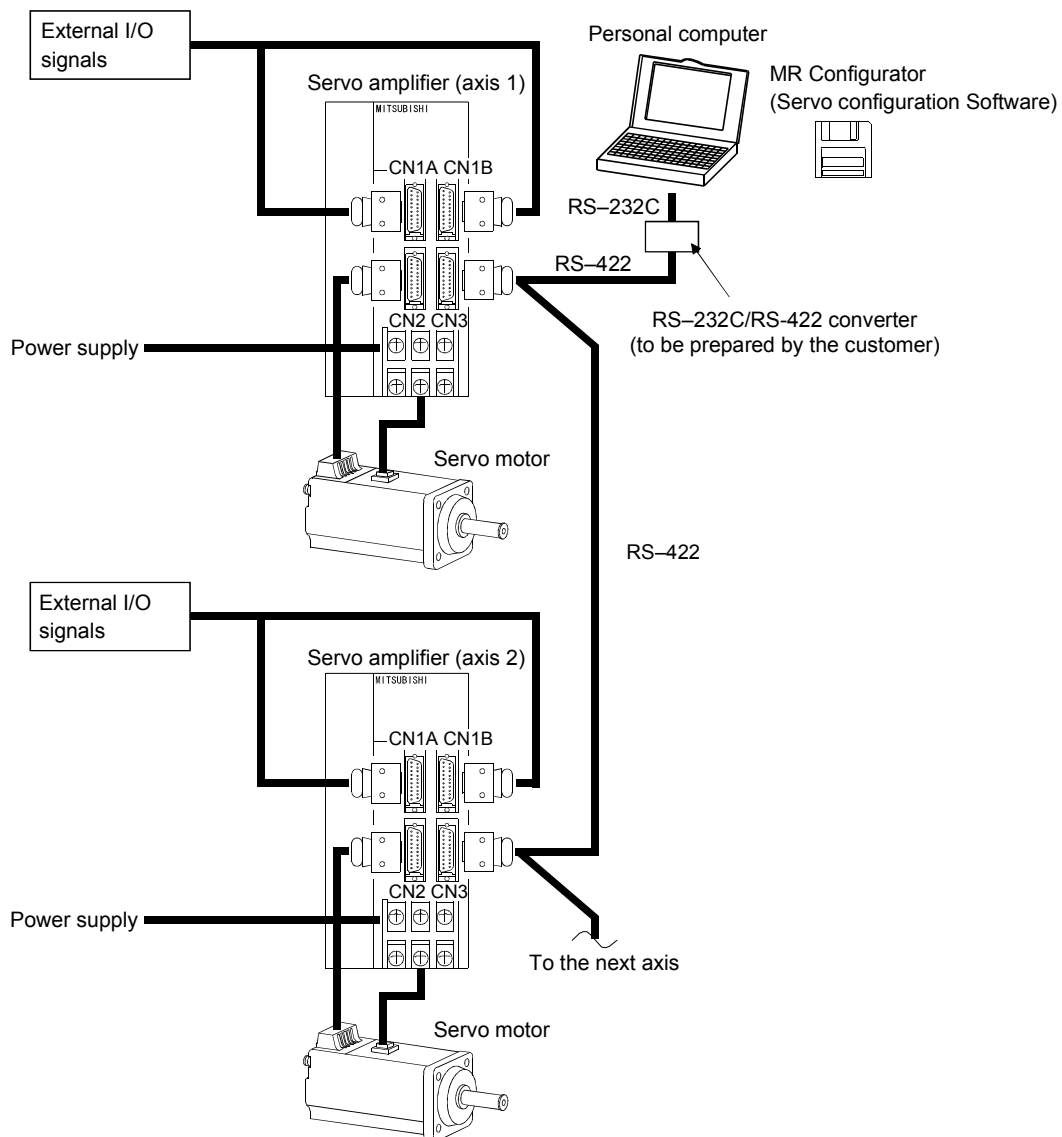 External I/O
signals
Personal computer
MR Configurator
(Servo configuration Software)
Servo amplifier (axis 1)
MITSUBISHI
CN1A CN1B
RS–232C
RS–422
CN2 CN3
RS–232C/RS-422 converter
(to be prepared by the customer)
Power supply
Servo motor
RS–422
External I/O
signals
Servo amplifier (axis 2)
MITSUBISHI
CN1A CN1B
CN2 CN3
Power supply
To the next axis
Servo motor